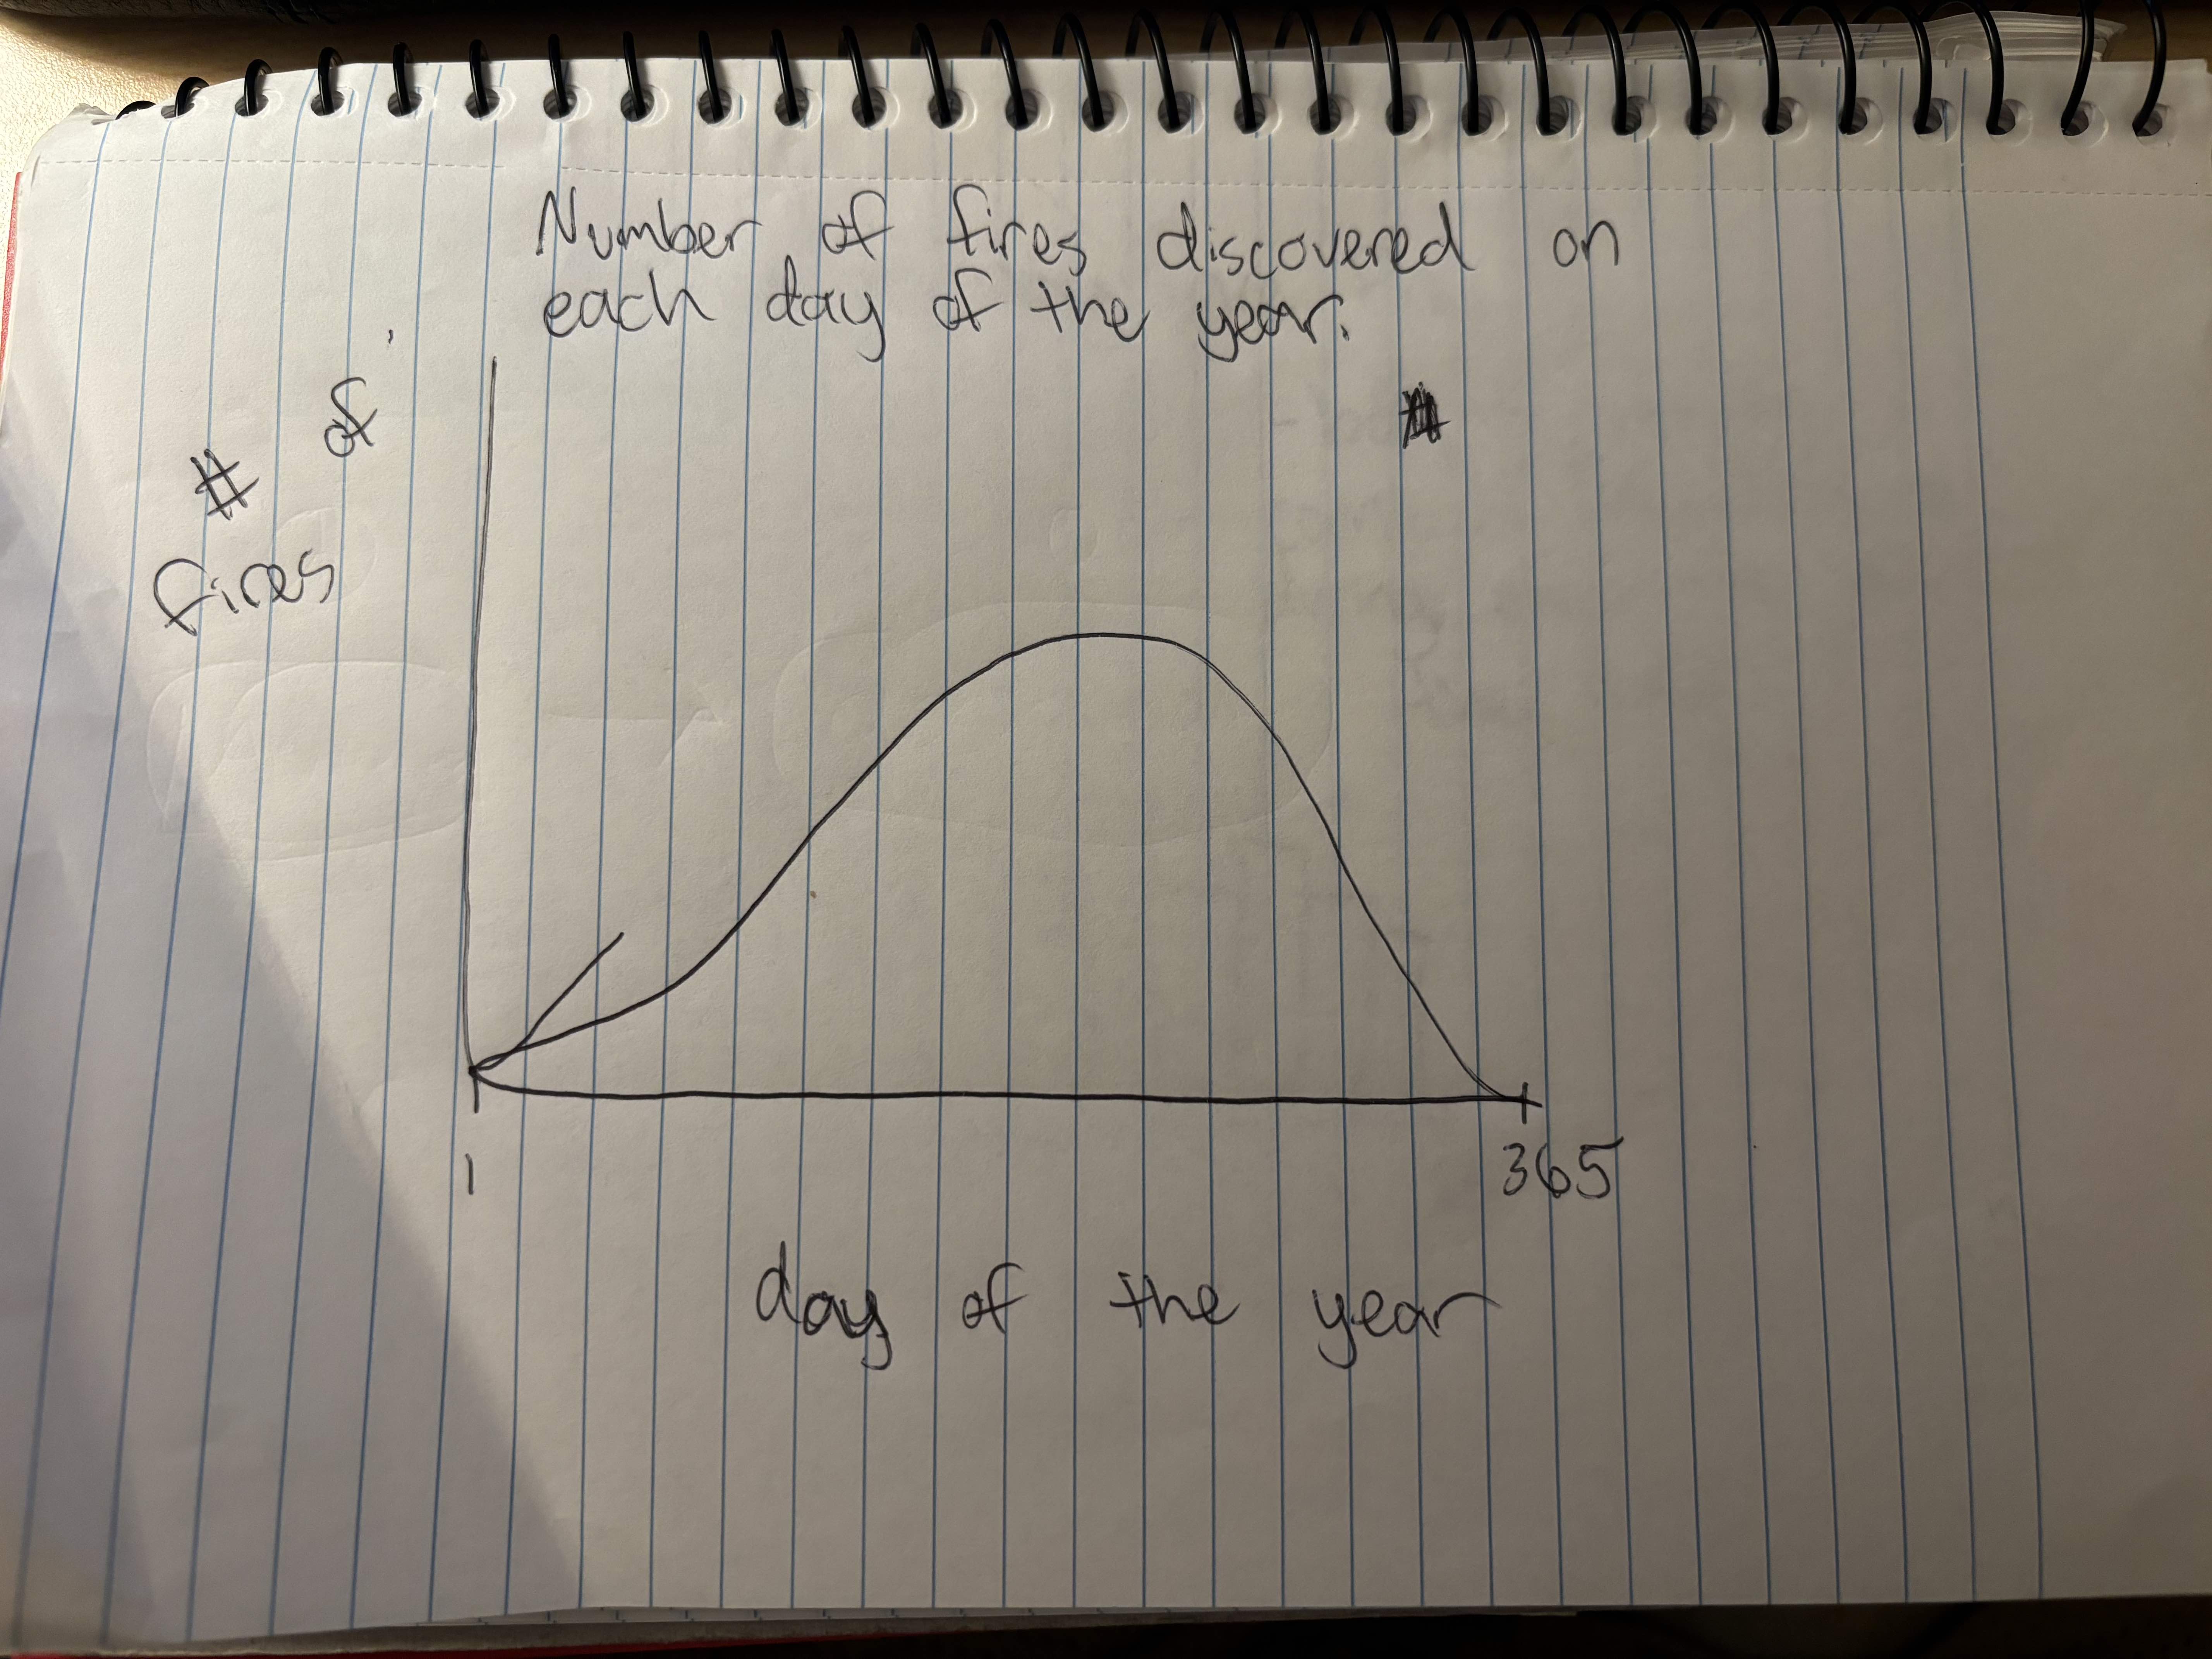 Number of fires discovered on
each day of the year.
# of
fires
1
365
day of the year